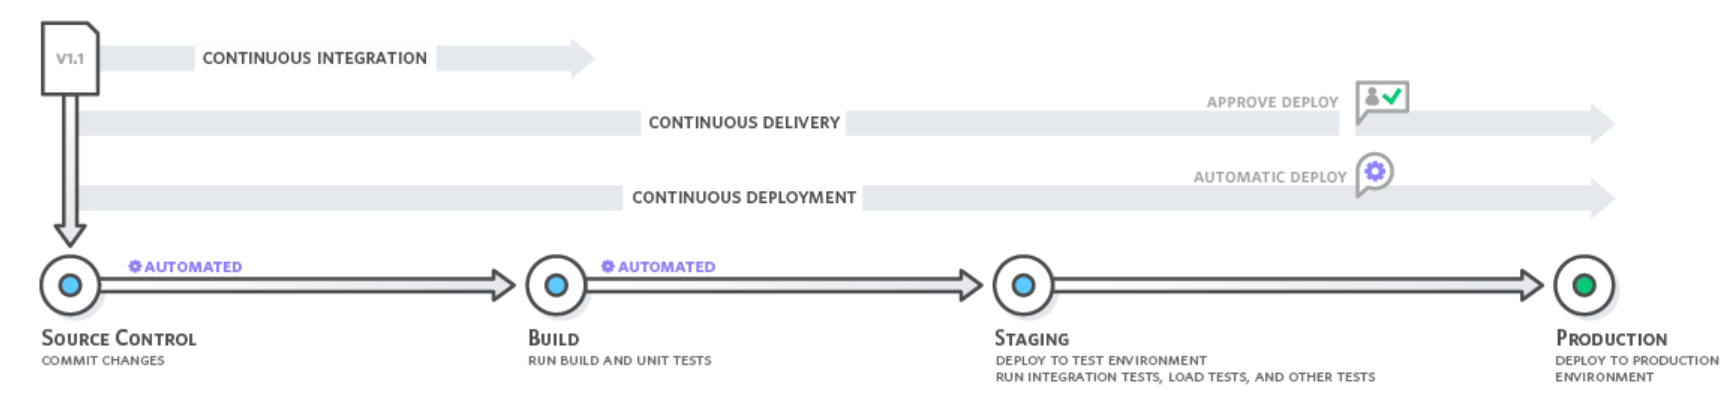 V1.1
CONTINUOUS INTEGRATION
APPROVE DEPLOY
CONTINUOUS DELIVERY
AUTOMATIC DEPLOY
CONTINUOUS DEPLOYMENT
AUTOMATED
AUTOMATED
SOURCE CONTROL
COMMIT CHANGES
BUILD
RUN BUILD AND UNIT TESTS
STAGING
DEPLOY TO TEST ENVIRONMENT
RUN INTEGRATION TESTS, LOAD TESTS, AND OTHER TESTS
PRODUCTION
DEPLOY TO PRODUCTION
ENVIRONMENT